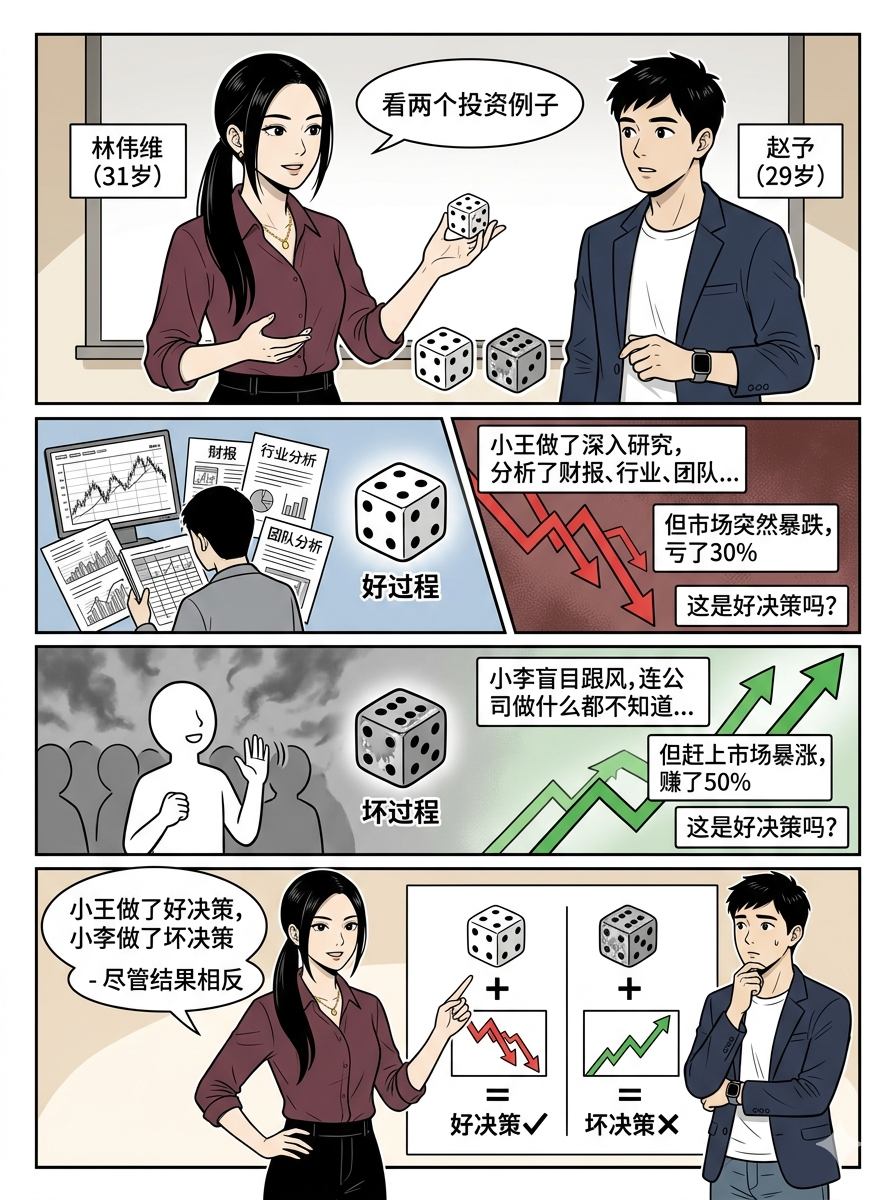 看两个投资例子
林伟维
（31岁）
赵予
（29岁）
财报
行业分析
团队分析
好过程
小王做了深入研究，
分析了财报、行业、团队...
但市场突然暴跌，
亏了30%
这是好决策吗？
坏过程
小李盲目跟风，连公
司做什么都不知道...
但赶上市场暴涨，
赚了50%
这是好决策吗？
小王做了好决策，
小李做了坏决策
- 尽管结果相反
+
+
=
=
好决策✓
坏决策✕